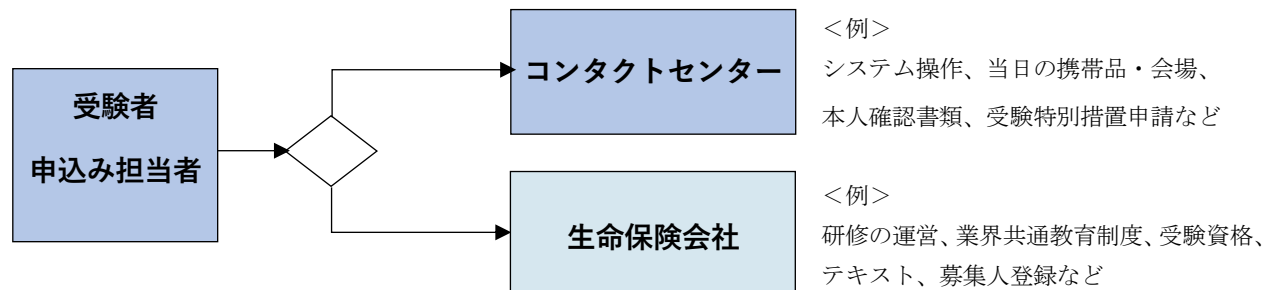 受験者
申込み担当者
コンタクトセンター
＜例＞
システム操作、当日の携帯品・会場、
本人確認書類、受験特別措置申請など
生命保険会社
＜例＞
研修の運営、業界共通教育制度、受験資格、
テキスト、募集人登録など